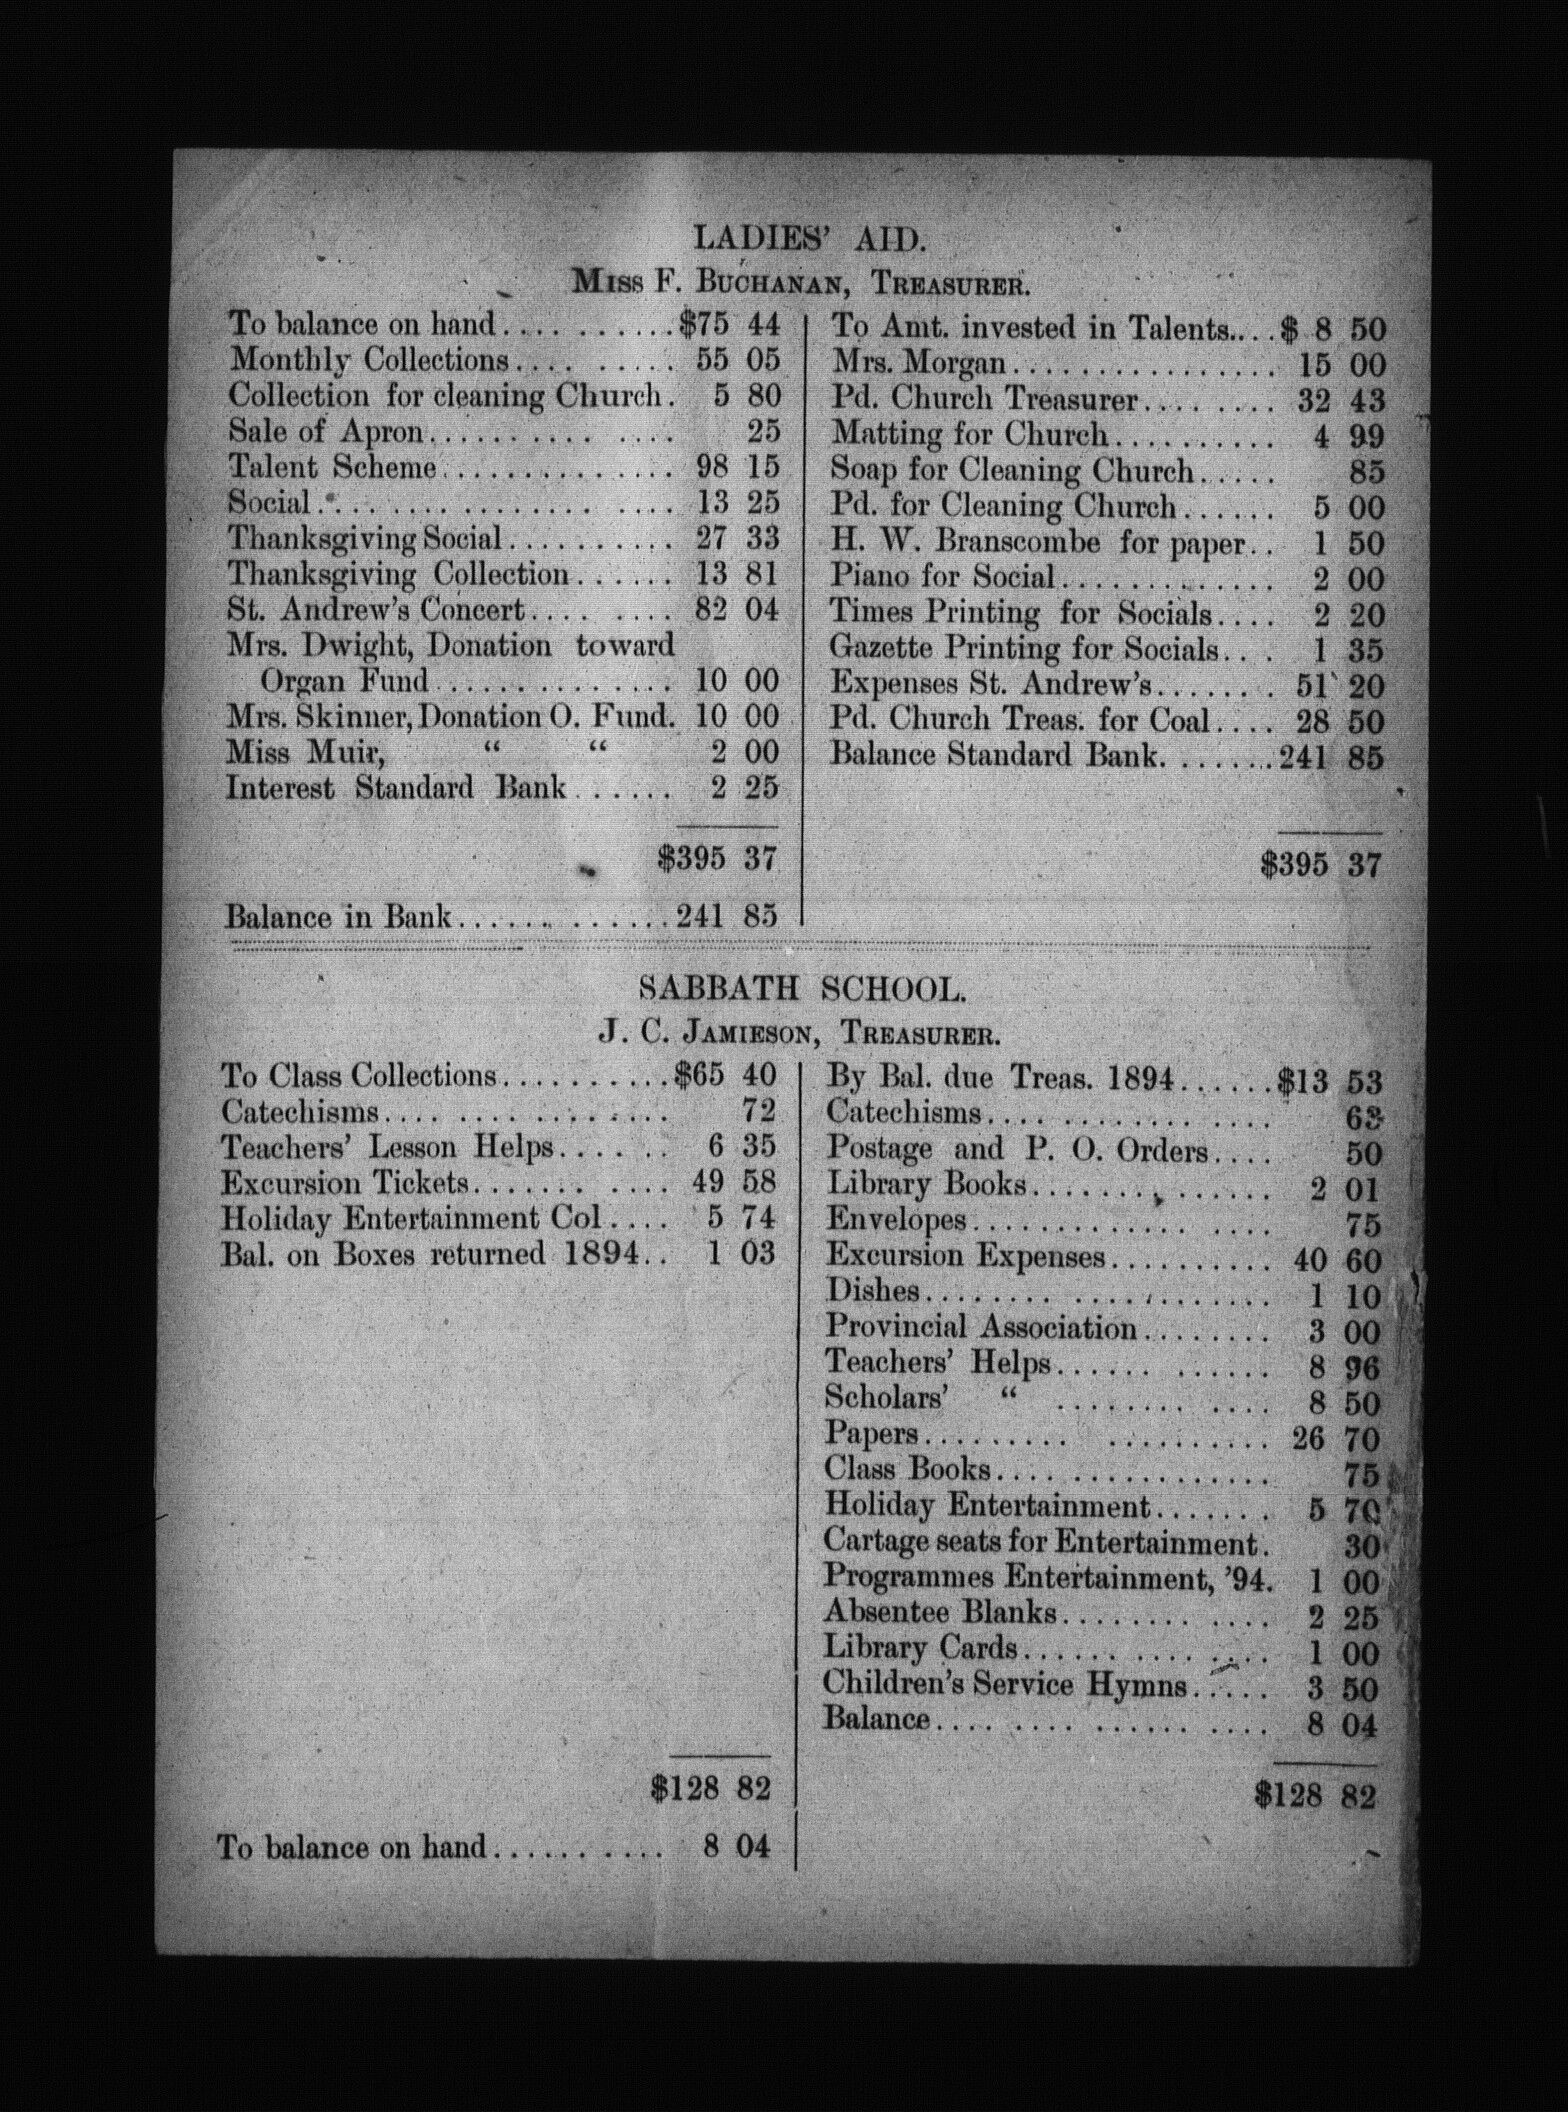 LADIES' AID.
MISS F. BUCHANAN, TREASURER.
To balance on hand........... $75 44
Monthly Collections.... ..... 55 05
Collection for cleaning Church. 5 80
Sale of Apron.......... .... 25
Talent Scheme.............. 98 15
Social................ .... 13 25
Thanksgiving Social.......... 27 33
Thanksgiving Collection...... 13 81
St. Andrew's Concert.... .... 82 04
Mrs. Dwight, Donation toward
Organ Fund.............. 10 00
Mrs. Skinner, Donation O. Fund. 10 00
Miss Muir, “ “ 2 00
Interest Standard Bank...... 2 25
$395 37
Balance in Bank............ 241 85
To Amt. invested in Talents.... $ 8 50
Mrs. Morgan................ 15 00
Pd. Church Treasurer........ 32 43
Matting for Church.......... 4 99
Soap for Cleaning Church..... 85
Pd. for Cleaning Church...... 5 00
H. W. Branscombe for paper.. 1 50
Piano for Social............. 2 00
Times Printing for Socials.... 2 20
Gazette Printing for Socials... 1 35
Expenses St. Andrew's....... 51 20
Pd. Church Treas. for Coal.... 28 50
Balance Standard Bank....... 241 85
$395 37
SABBATH SCHOOL.
J. C. JAMIESON, TREASURER.
To Class Collections.......... $65 40
Catechisms.... ............ 72
Teachers' Lesson Helps...... 6 35
Excursion Tickets....... .... 49 58
Holiday Entertainment Col.... 5 74
Bal. on Boxes returned 1894.. 1 03
$128 82
To balance on hand.......... 8 04
By Bal. due Treas. 1894...... $13 53
Catechisms.... ......... .... 63
Postage and P. O. Orders.... 50
Library Books.............. 2 01
Envelopes............. .... 75
Excursion Expenses.......... 40 60
Dishes........ ............ 1 10
Provincial Association........ 3 00
Teachers' Helps...... ...... 8 96
Scholars' “ ........ .... 8 50
Papers......... .......... 26 70
Class Books.... ............ 75
Holiday Entertainment....... 5 70
Cartage seats for Entertainment. 30
Programmes Entertainment, '94. 1 00
Absentee Blanks........ .... 2 25
Library Cards...... .... .... 1 00
Children's Service Hymns..... 3 50
Balance.... .... ...... .... 8 04
$128 82